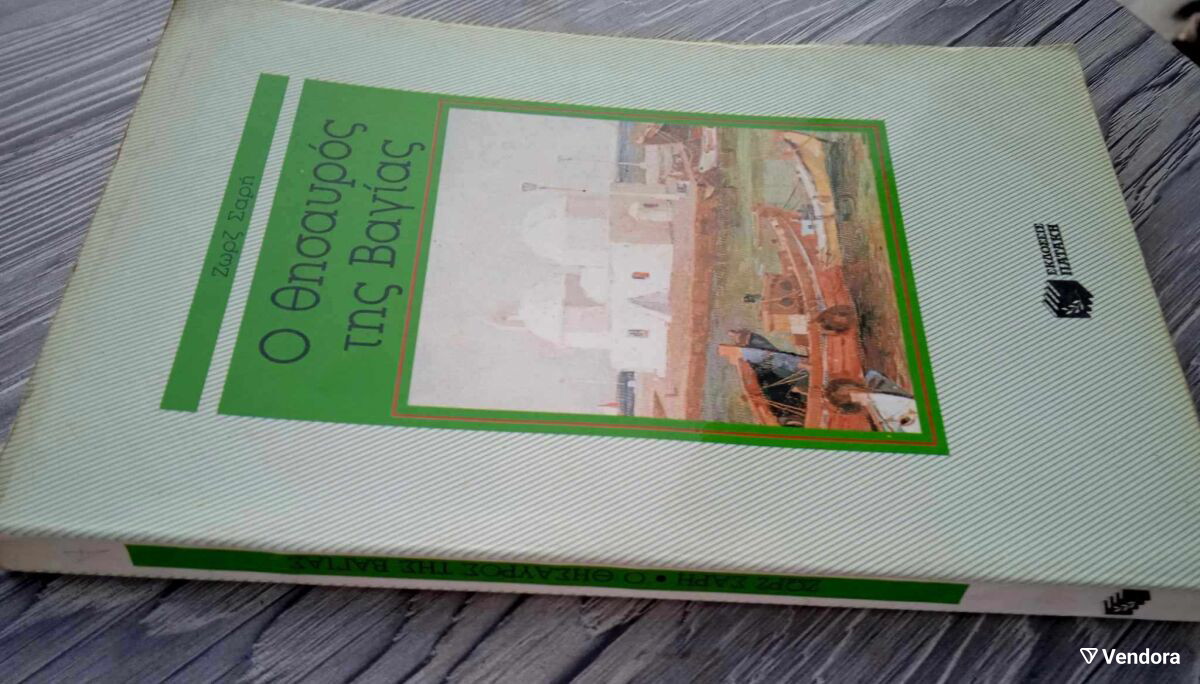 Ζωρζ Σαρή
Ο Θησαυρός
της Βαγίας
ΕΚΔΟΣΕΙΣ
ΠΑΤΑΚΗ
ΖΩΡΖ ΣΑΡΗ • Ο ΘΗΣΑΥΡΟΣ ΤΗΣ ΒΑΓΙΑΣ
Vendora